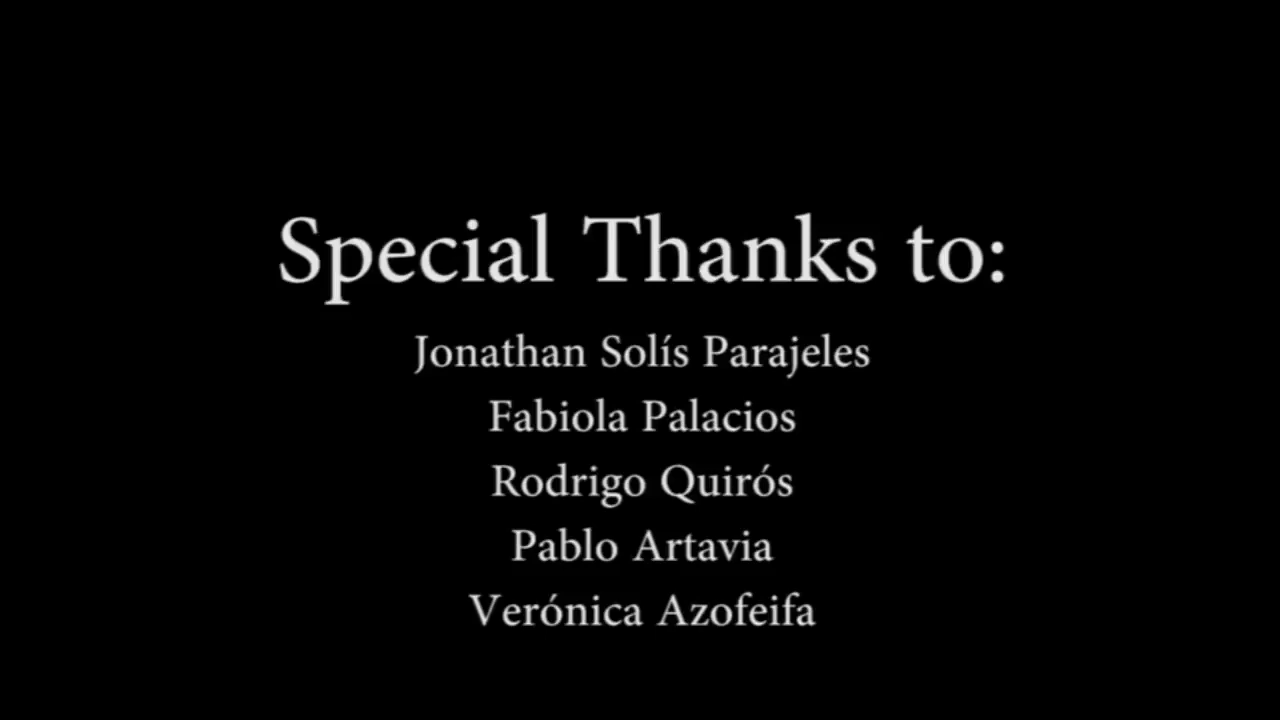 Special Thanks to:
Jonathan Solís Parajeles
Fabiola Palacios
Rodrigo Quirós
Pablo Artavia
Verónica Azofeifa